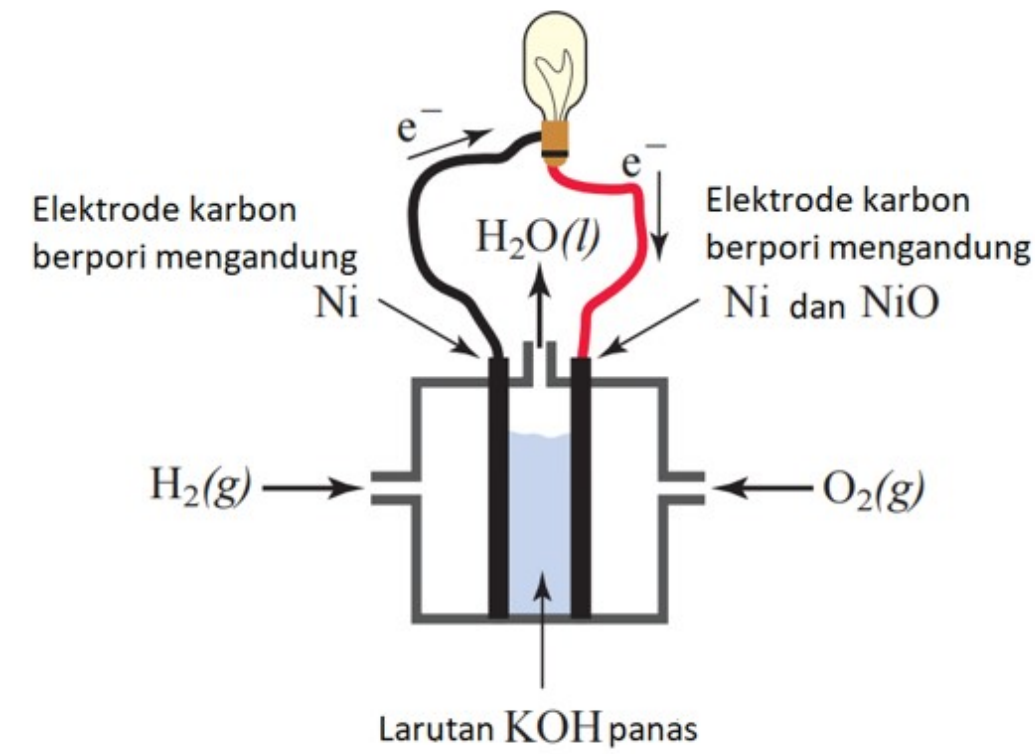 e⁻
e⁻
Elektrode karbon
berpori mengandung
Ni
H₂O(l)
Elektrode karbon
berpori mengandung
Ni dan NiO
H₂(g)
O₂(g)
Larutan KOH panas